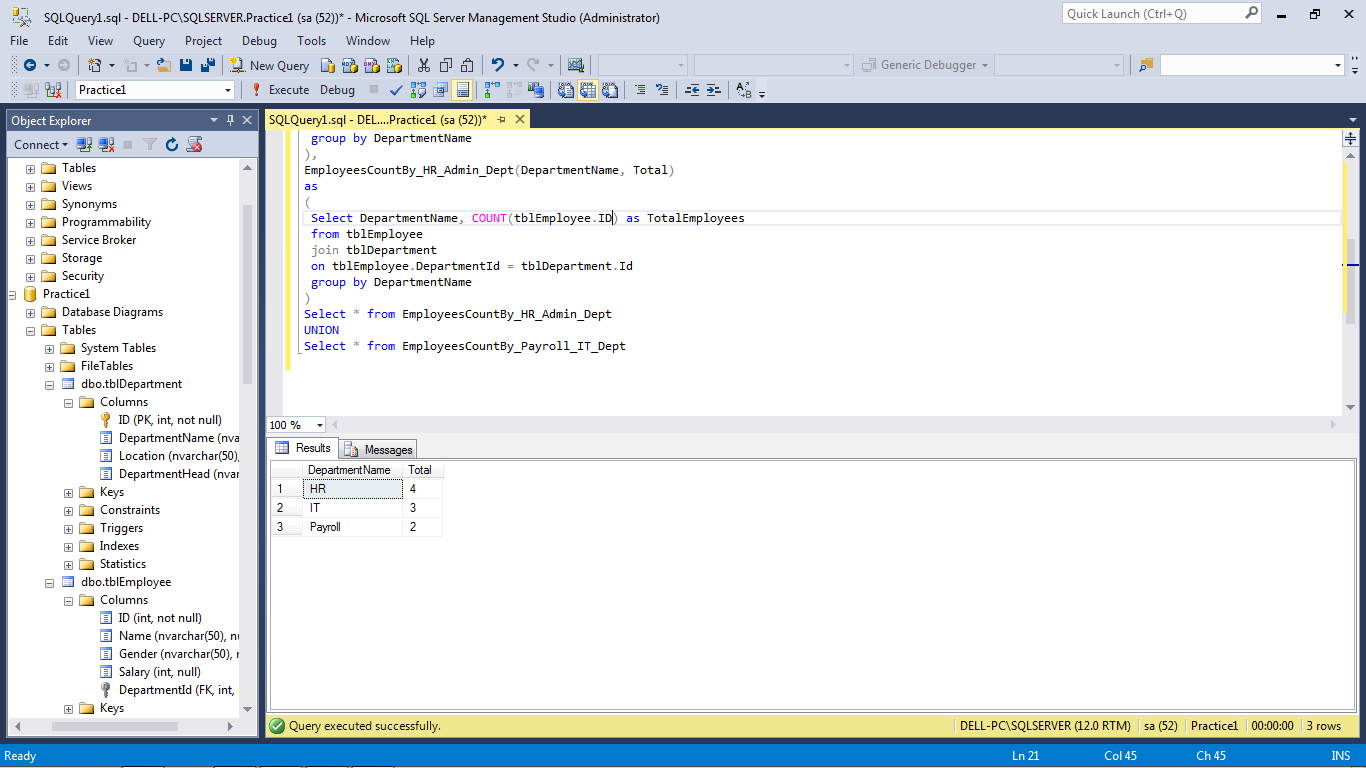 SQLQuery1.sql - DELL-PC\SQLSERVER.Practice1 (sa (52))* - Microsoft SQL Server Management Studio (Administrator)
Quick Launch (Ctrl+Q)
File Edit View Query Project Debug Tools Window Help
New Query
Generic Debugger
Practice1
Execute Debug
Object Explorer
Connect
Tables
Views
Synonyms
Programmability
Service Broker
Storage
Security
Practice1
Database Diagrams
Tables
System Tables
FileTables
dbo.tblDepartment
Columns
ID (PK, int, not null)
DepartmentName (nva
Location (nvarchar(50),
DepartmentHead (nvar
Keys
Constraints
Triggers
Indexes
Statistics
dbo.tblEmployee
Columns
ID (int, not null)
Name (nvarchar(50), nu
Gender (nvarchar(50), n
Salary (int, null)
DepartmentId (FK, int,
Keys
SQLQuery1.sql - DEL....Practice1 (sa (52))*
group by DepartmentName
),
EmployeesCountBy_HR_Admin_Dept(DepartmentName, Total)
as
(
Select DepartmentName, COUNT(tblEmployee.ID) as TotalEmployees
from tblEmployee
join tblDepartment
on tblEmployee.DepartmentId = tblDepartment.Id
group by DepartmentName
)
Select * from EmployeesCountBy_HR_Admin_Dept
UNION
Select * from EmployeesCountBy_Payroll_IT_Dept
100 %
Results Messages
DepartmentName Total
1 HR 4
2 IT 3
3 Payroll 2
Query executed successfully.
DELL-PC\SQLSERVER (12.0 RTM) sa (52) Practice1 00:00:00 3 rows
Ready Ln 21 Col 45 Ch 45 INS